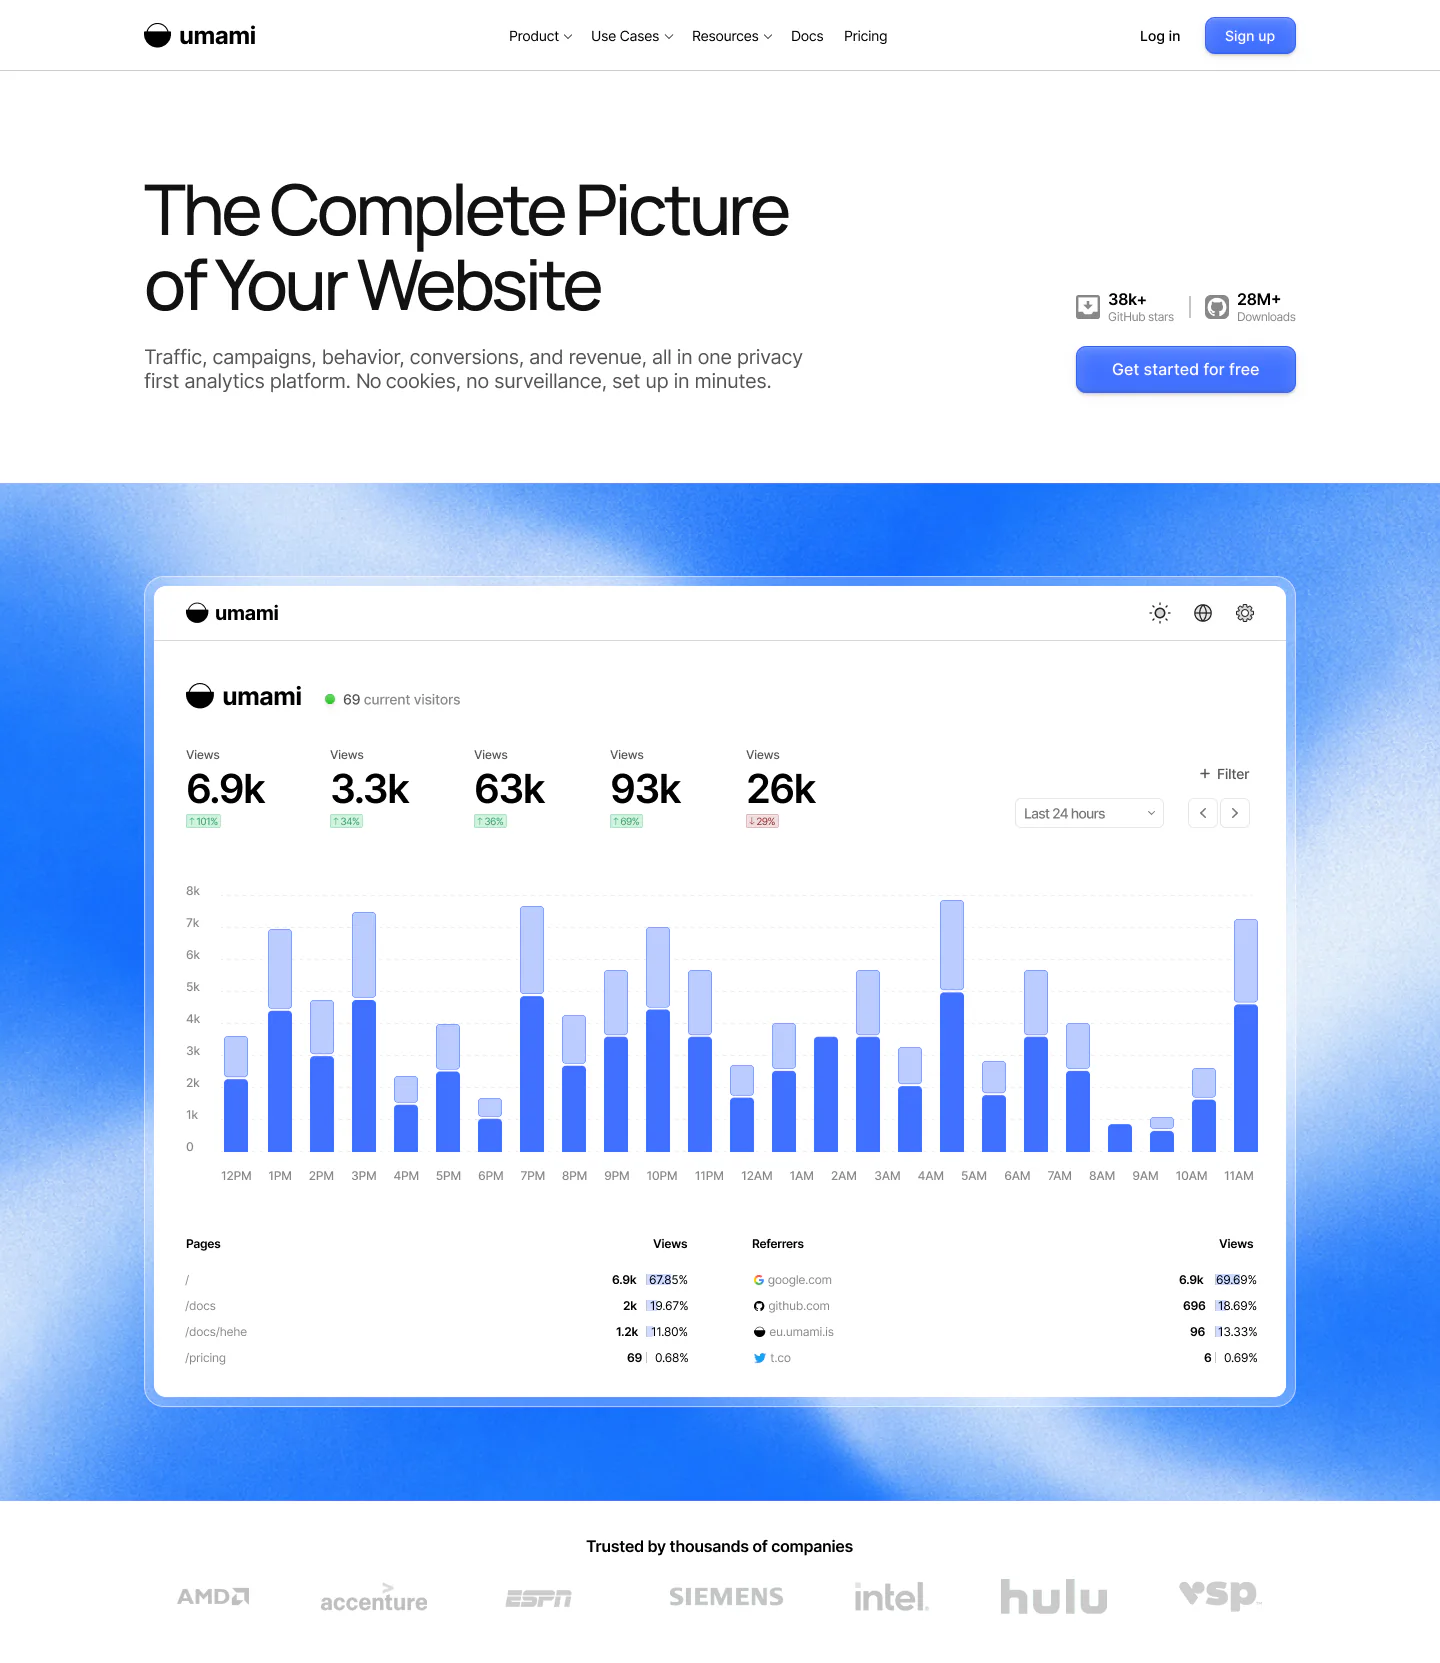 umami
Product
Use Cases
Resources
Docs
Pricing
Log in
Sign up
The Complete Picture
of Your Website
Traffic, campaigns, behavior, conversions, and revenue, all in one privacy
first analytics platform. No cookies, no surveillance, set up in minutes.
38k+
GitHub stars
28M+
Downloads
Get started for free
umami
umami
69 current visitors
Views
6.9k
↑101%
Views
3.3k
↑34%
Views
63k
↑36%
Views
93k
↑69%
Views
26k
↓29%
+ Filter
Last 24 hours
8k
7k
6k
5k
4k
3k
2k
1k
0
12PM 1PM 2PM 3PM 4PM 5PM 6PM 7PM 8PM 9PM 10PM 11PM 12AM 1AM 2AM 3AM 4AM 5AM 6AM 7AM 8AM 9AM 10AM 11AM
Pages Views
/ 6.9k 67.85%
/docs 2k 19.67%
/docs/hehe 1.2k 11.80%
/pricing 69 0.68%
Referrers Views
google.com 6.9k 69.69%
github.com 696 18.69%
eu.umami.is 96 13.33%
t.co 6 0.69%
Trusted by thousands of companies
AMD
accenture
ESPN
SIEMENS
intel.
hulu
vsp